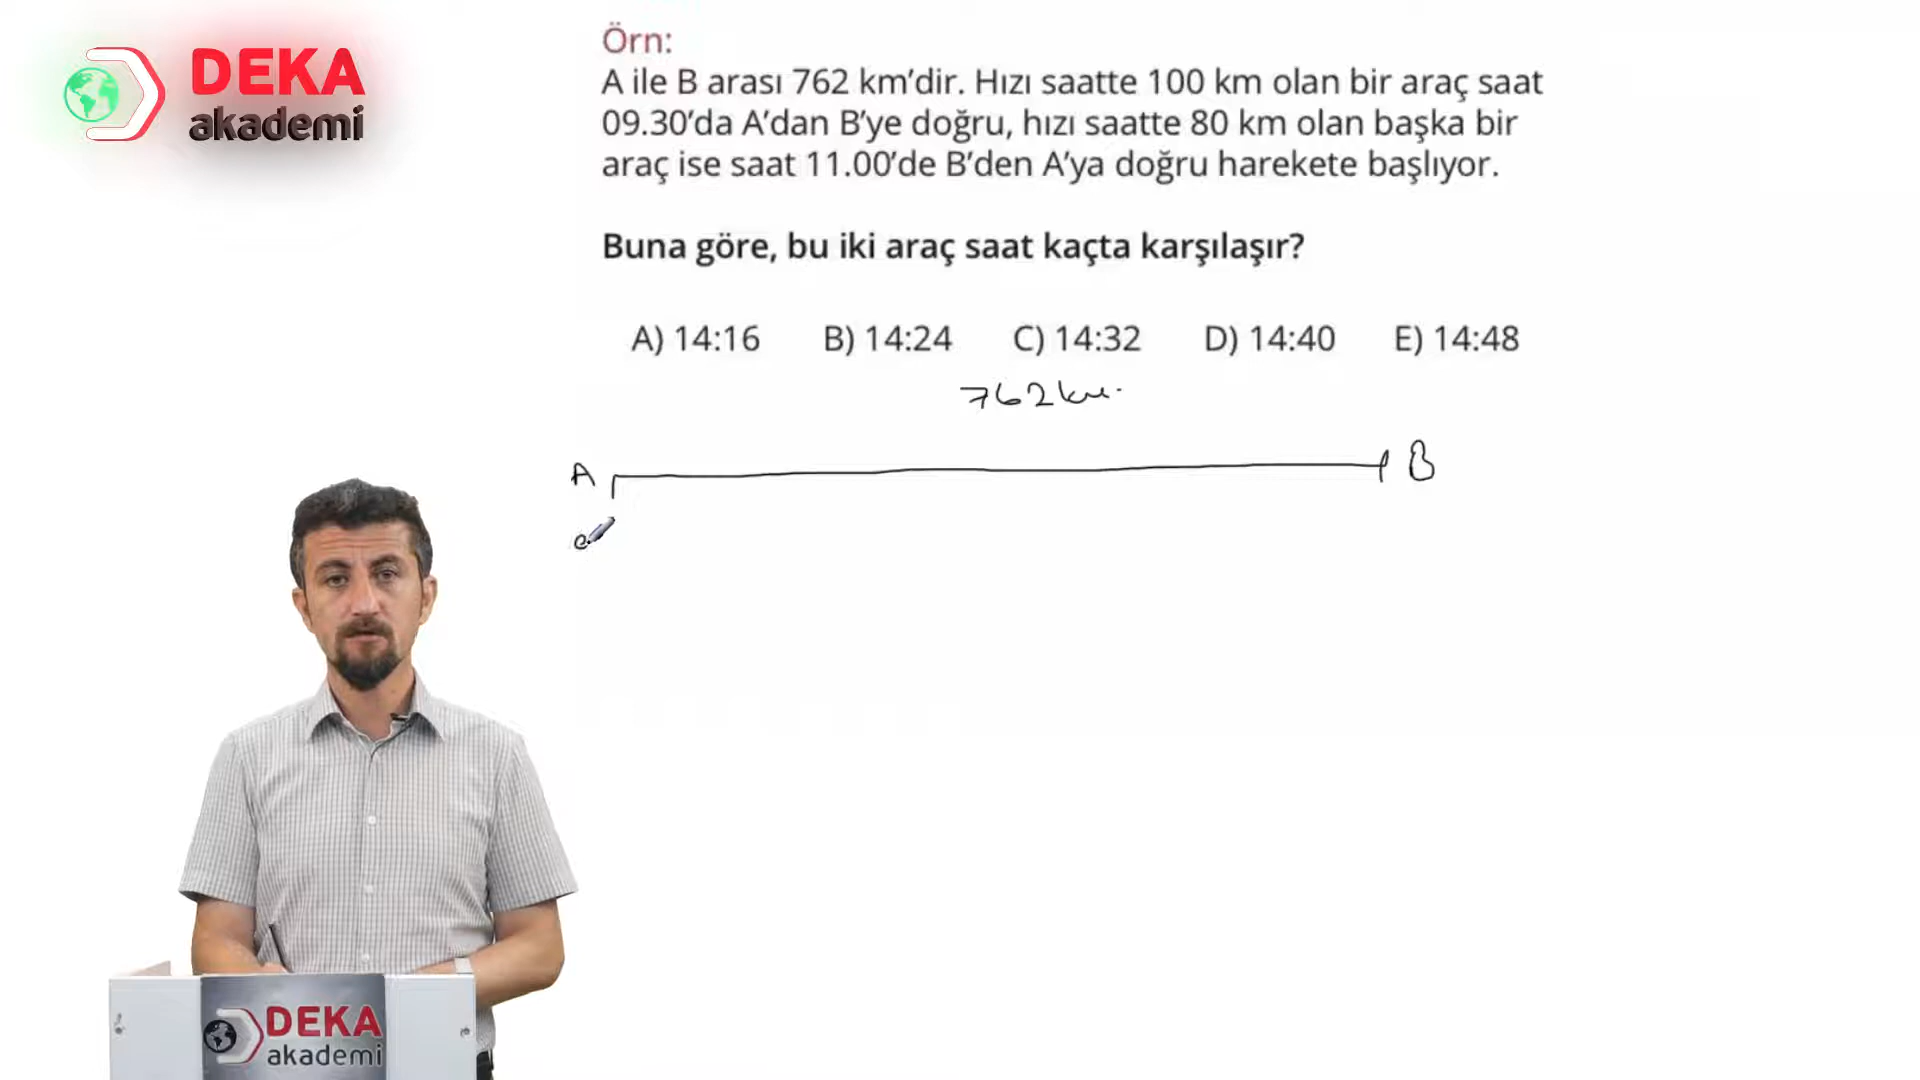 DEKA
akademi
Örn:
A ile B arası 762 km’dir. Hızı saatte 100 km olan bir araç saat
09.30’da A’dan B’ye doğru, hızı saatte 80 km olan başka bir
araç ise saat 11.00’de B’den A’ya doğru harekete başlıyor.
Buna göre, bu iki araç saat kaçta karşılaşır?
A) 14:16 B) 14:24 C) 14:32 D) 14:40 E) 14:48
762 km.
A B
DEKA
akademi